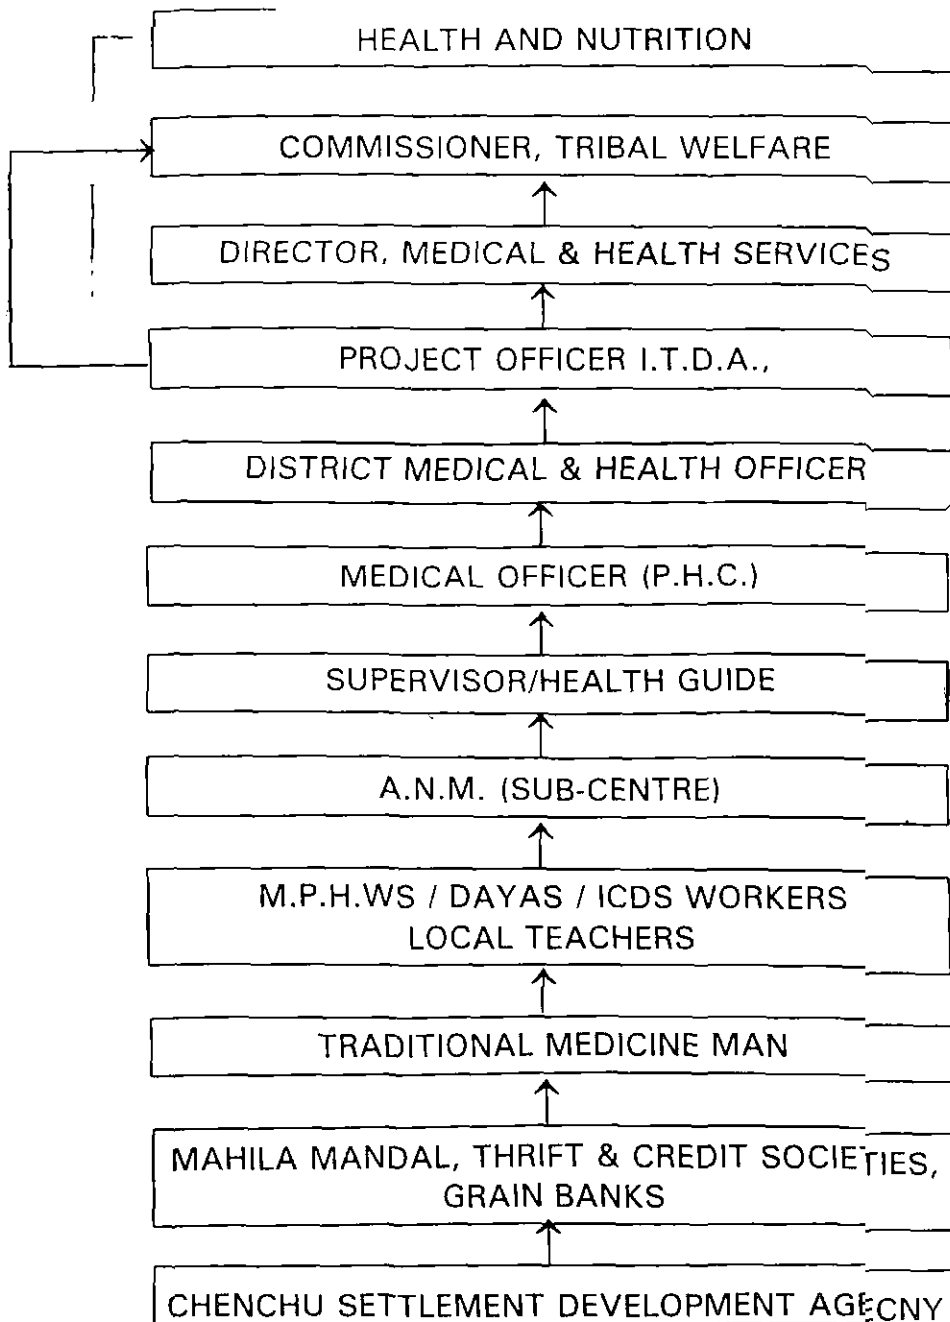 HEALTH AND NUTRITION
COMMISSIONER, TRIBAL WELFARE
DIRECTOR, MEDICAL & HEALTH SERVICES
PROJECT OFFICER I.T.D.A.,
DISTRICT MEDICAL & HEALTH OFFICER
MEDICAL OFFICER (P.H.C.)
SUPERVISOR/HEALTH GUIDE
A.N.M. (SUB-CENTRE)
M.P.H.WS / DAYAS / ICDS WORKERS
LOCAL TEACHERS
TRADITIONAL MEDICINE MAN
MAHILA MANDAL, THRIFT & CREDIT SOCIETIES,
GRAIN BANKS
CHENCHU SETTLEMENT DEVELOPMENT AGECNY